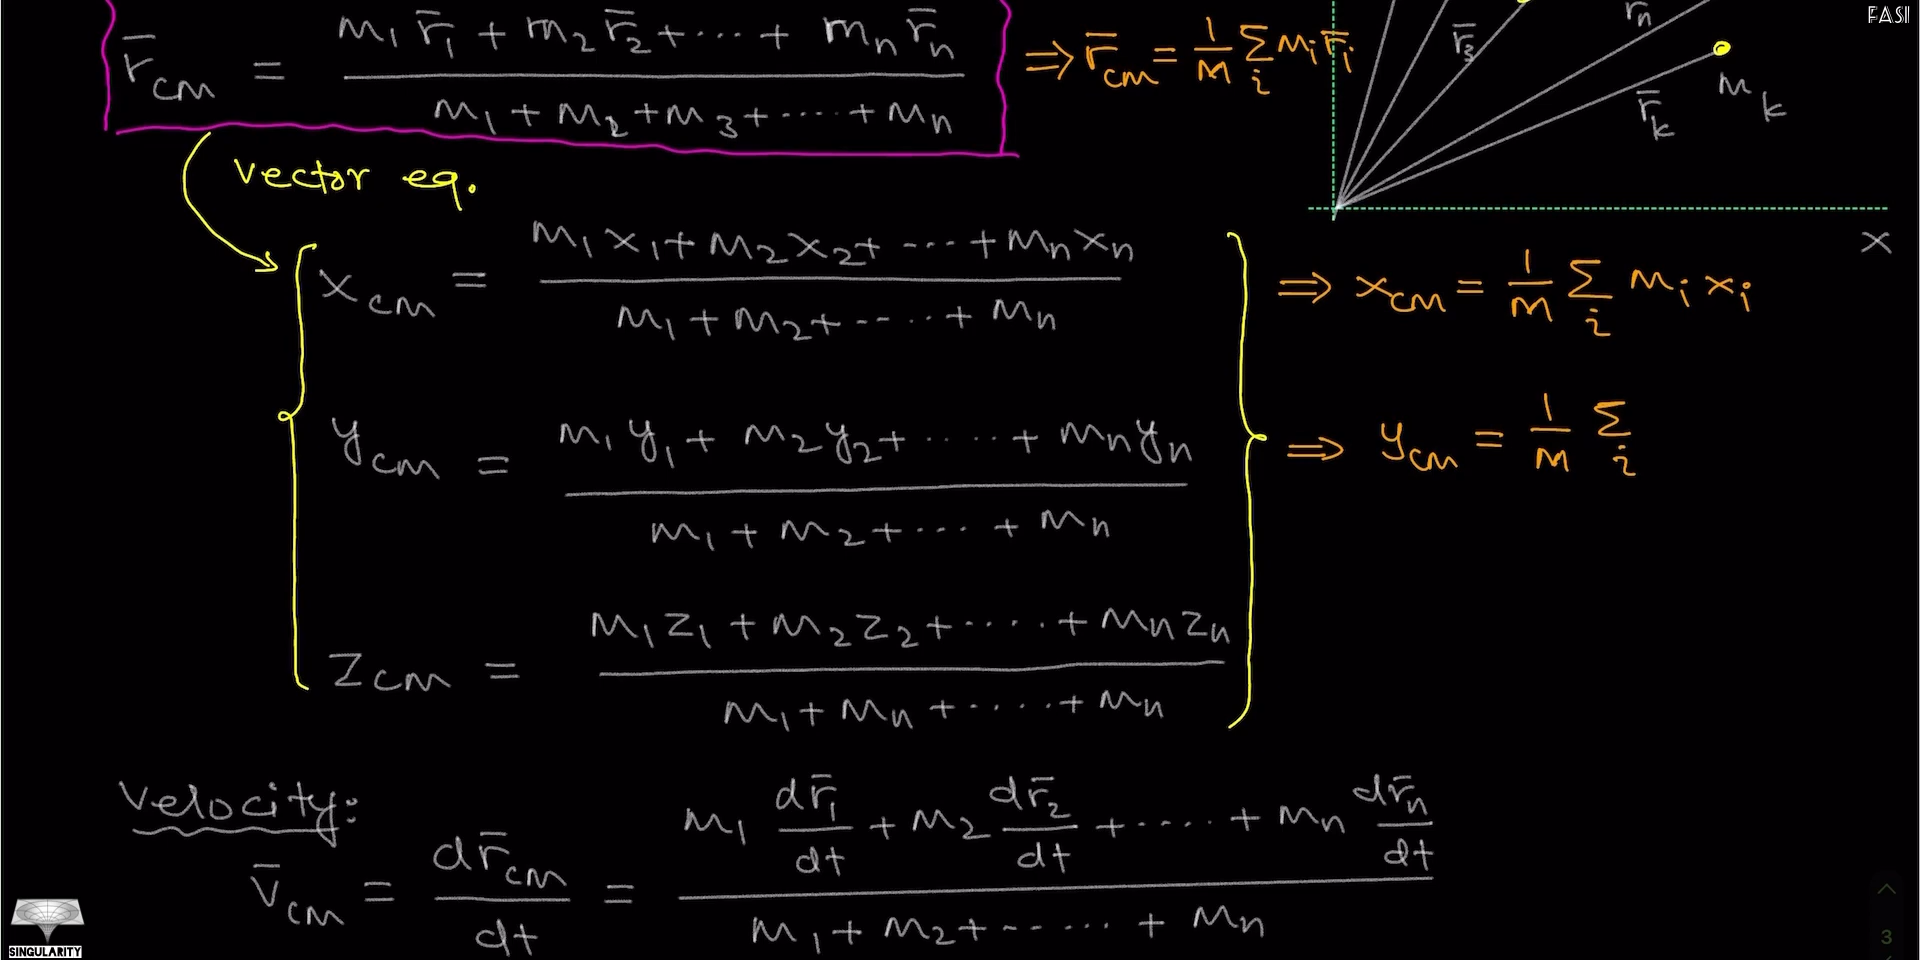 FASI
r̄cm = m₁r̄₁ + m₂r̄₂ + ···· + mₙr̄ₙ / m₁ + m₂ + m₃ + ····· + mₙ ⇒ r̄cm = 1/M Σᵢ mᵢr̄ᵢ
r̄₃
r̄ₙ
r̄k
mk
x
vector eq.
xcm = m₁x₁ + m₂x₂ + ···· + mₙxₙ / m₁ + m₂ + ····· + mₙ ⇒ xcm = 1/M Σᵢ mᵢxᵢ
ycm = m₁y₁ + m₂y₂ + ····· + mₙyₙ / m₁ + m₂ + ···· + mₙ ⇒ ycm = 1/M Σᵢ
zcm = m₁z₁ + m₂z₂ + ····· + mₙzₙ / m₁ + mₙ + ····· + mₙ
Velocity:
v̄cm = dr̄cm/dt = m₁ dr̄₁/dt + m₂ dr̄₂/dt + ····· + mₙ dr̄ₙ/dt / m₁ + m₂ + ······ + mₙ
SINGULARITY
3